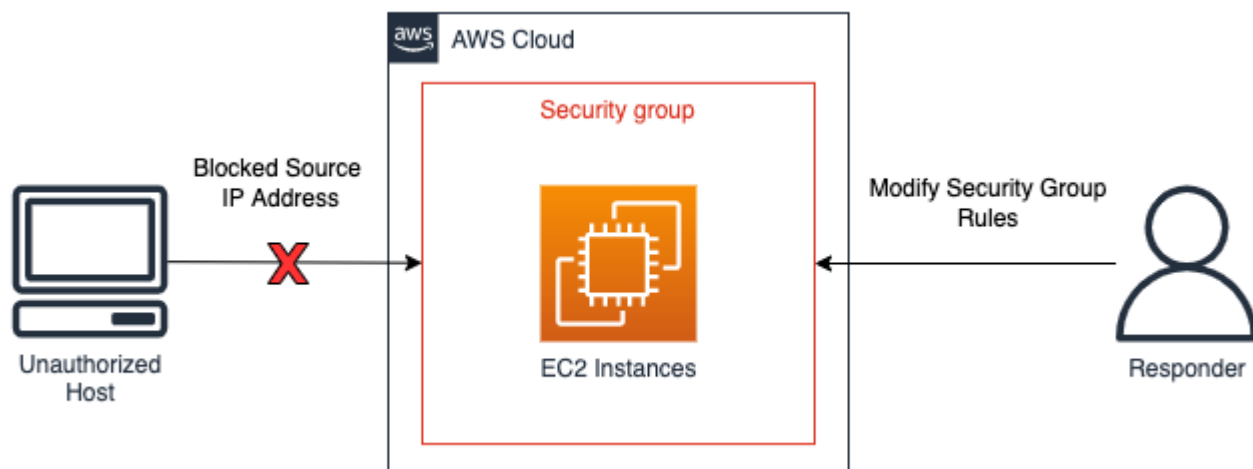 aws
AWS Cloud
Security group
Blocked Source
IP Address
Modify Security Group
Rules
X
Unauthorized
Host
EC2 Instances
Responder